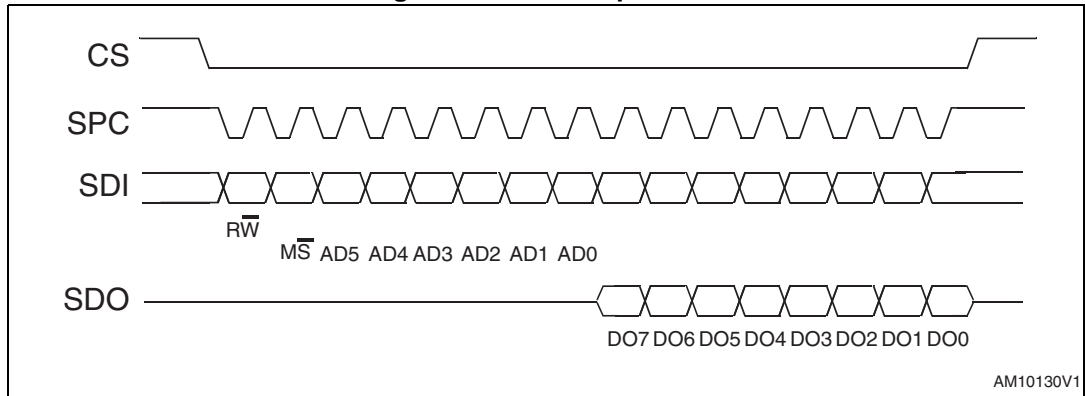 CS
SPC
SDI
RW
MS AD5 AD4 AD3 AD2 AD1 AD0
SDO
DO7 DO6 DO5 DO4 DO3 DO2 DO1 DO0
AM10130V1